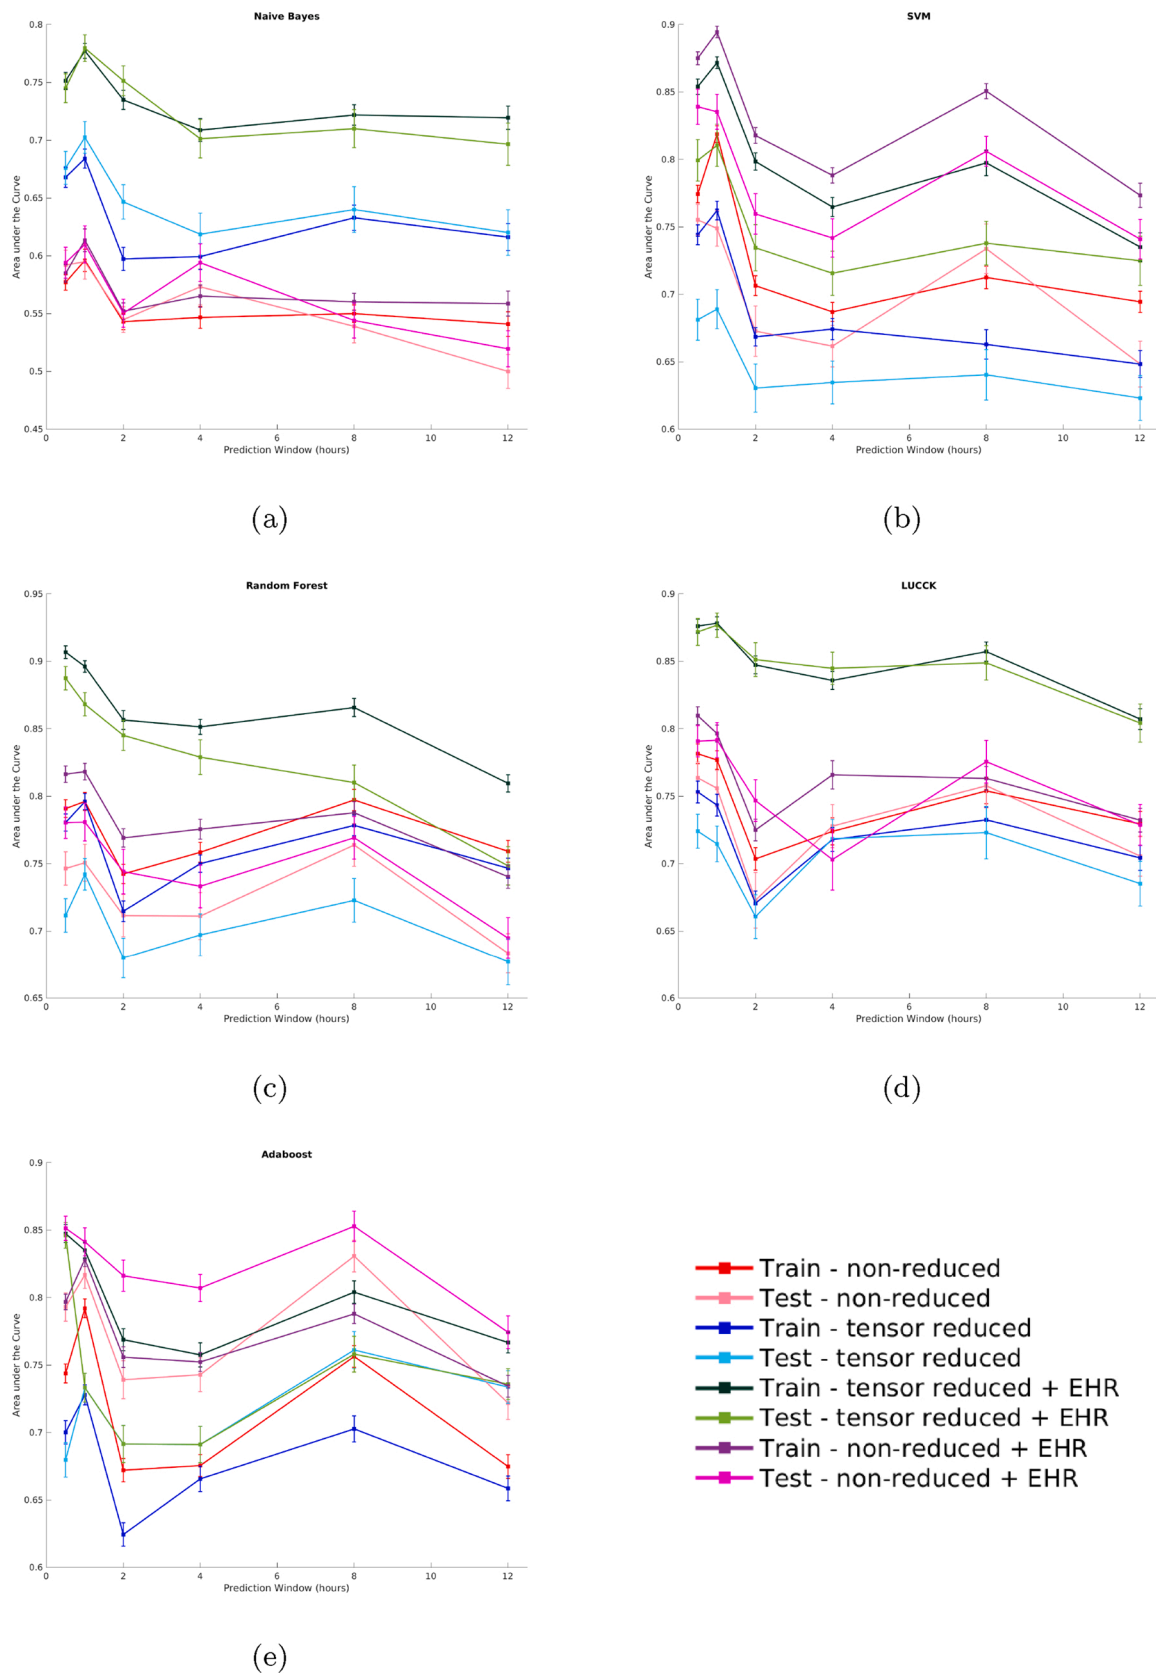 Naive Bayes
0.8
0.75
0.7
0.65
0.6
0.55
0.5
0.45
Area under the Curve
0 2 4 6 8 10 12
Prediction Window (hours)
(a)
SVM
0.9
0.85
0.8
0.75
0.7
0.65
0.6
Area under the Curve
0 2 4 6 8 10 12
Prediction Window (hours)
(b)
Random Forest
0.95
0.9
0.85
0.8
0.75
0.7
0.65
Area under the Curve
0 2 4 6 8 10 12
Prediction Window (hours)
(c)
LUCCK
0.9
0.85
0.8
0.75
0.7
0.65
0.6
Area under the Curve
0 2 4 6 8 10 12
Prediction Window (hours)
(d)
Adaboost
0.9
0.85
0.8
0.75
0.7
0.65
0.6
Area under the Curve
0 2 4 6 8 10 12
Prediction Window (hours)
(e)
Train - non-reduced
Test - non-reduced
Train - tensor reduced
Test - tensor reduced
Train - tensor reduced + EHR
Test - tensor reduced + EHR
Train - non-reduced + EHR
Test - non-reduced + EHR